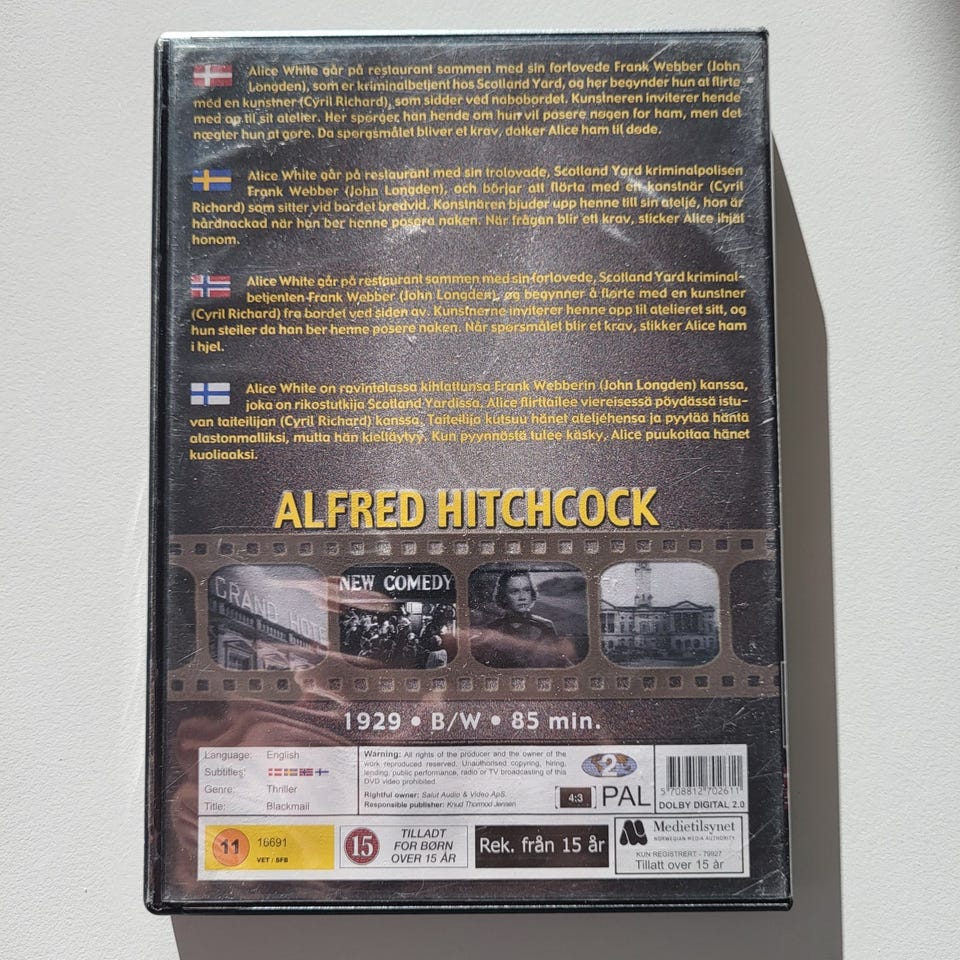 Alice White går på restaurant sammen med sin forlovede Frank Webber (John
Longden), som er kriminalbetjent hos Scotland Yard, og her begynder hun at flirte
med en kunstner (Cyril Richard), som sidder ved nabobordet. Kunstneren inviterer hende
med op til sit atelier. Her spørger han hende om hun vil posere nøgen for ham, men det
nægter hun at gøre. Da spørgsmålet bliver et krav, dolker Alice ham til døde.
Alice White går på restaurant med sin trolovade, Scotland Yard kriminalpolisen
Frank Webber (John Longden), och börjar att flörta med en konstnär (Cyril
Richard) som sitter vid bordet bredvid. Konstnären bjuder upp henne till sin ateljé, hon är
hårdnackad när han ber henne posera naken. När frågan blir ett krav, sticker Alice ihjäl
honom.
Alice White går på restaurant sammen med sin forlovede, Scotland Yard kriminal-
betjenten Frank Webber (John Longden), og begynner å flørte med en kunstner
(Cyril Richard) fra bordet ved siden av. Kunstnerne inviterer henne opp til atelieret sitt, og
hun steiler da han ber henne posere naken. Når spørsmålet blir et krav, stikker Alice ham
i hjel.
Alice White on ravintolassa kihlattunsa Frank Webberin (John Longden) kanssa,
joka on rikostutkija Scotland Yardissa. Alice flirttailee viereisessä pöydässä istu-
van taiteilijan (Cyril Richard) kanssa. Taiteilija kutsuu hänet ateljéhensa ja pyytää häntä
alastonmalliksi, mutta hän kieltäytyy. Kun pyynnöstä tulee käsky, Alice puukottaa hänet
kuoliaaksi.
ALFRED HITCHCOCK
GRAND HOTE
NEW COMEDY
1929 • B/W • 85 min.
Language: English
Subtitles:
Genre: Thriller
Title: Blackmail
Warning: All rights of the producer and the owner of the
work reproduced reserved. Unauthorised copying, hiring,
lending, public performance, radio or TV broadcasting of this
DVD video prohibited.
Rightful owner: Salut Audio & Video ApS.
Responsible publisher: Knud Thormod Jensen
2
4:3 PAL
5 708812 702611
DOLBY DIGITAL 2.0
11 16691
VET / SFB
15 TILLADT
FOR BØRN
OVER 15 ÅR
Rek. från 15 år
Medietilsynet
NORWEGIAN MEDIA AUTHORITY
KUN REGISTRERT - 79927
Tillatt over 15 år